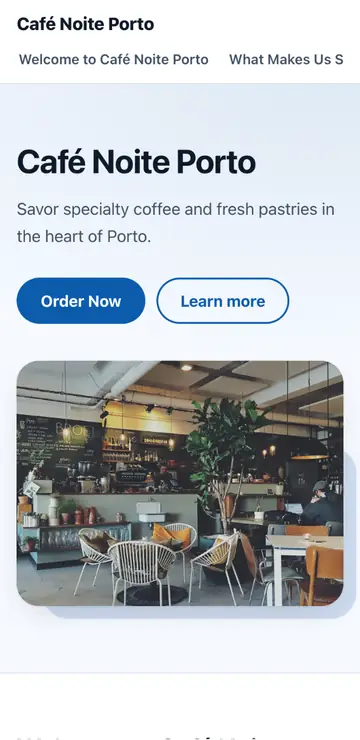 Café Noite Porto
Welcome to Café Noite Porto What Makes Us S
Café Noite Porto
Savor specialty coffee and fresh pastries in
the heart of Porto.
Order Now Learn more